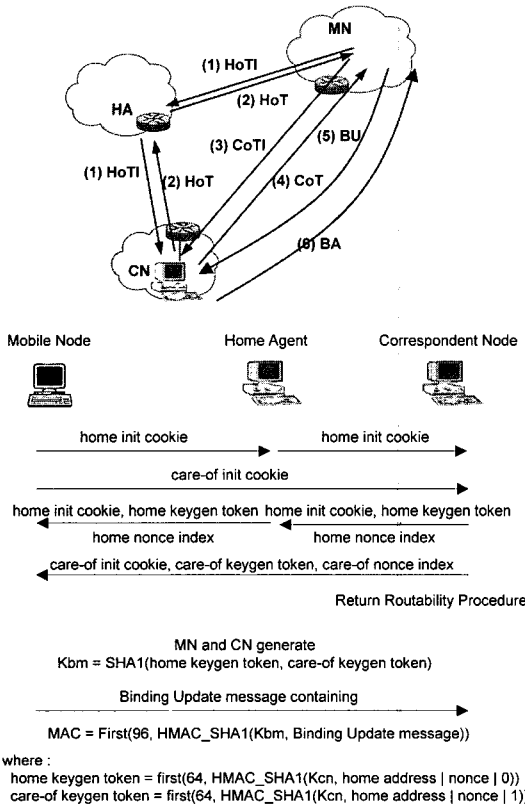 MN
(1) HoTI
(2) HoT
HA
(3) CoTI
(5) BU
(1) HoTI
(2) HoT
(4) CoT
(6) BA
CN
Mobile Node Home Agent Correspondent Node
home init cookie home init cookie
care-of init cookie
home init cookie, home keygen token home init cookie, home keygen token
home nonce index home nonce index
care-of init cookie, care-of keygen token, care-of nonce index
Return Routability Procedure
MN and CN generate
Kbm = SHA1(home keygen token, care-of keygen token)
Binding Update message containing
MAC = First(96, HMAC_SHA1(Kbm, Binding Update message))
where :
home keygen token = first(64, HMAC_SHA1(Kcn, home address | nonce | 0))
care-of keygen token = first(64, HMAC_SHA1(Kcn, home address | nonce | 1)